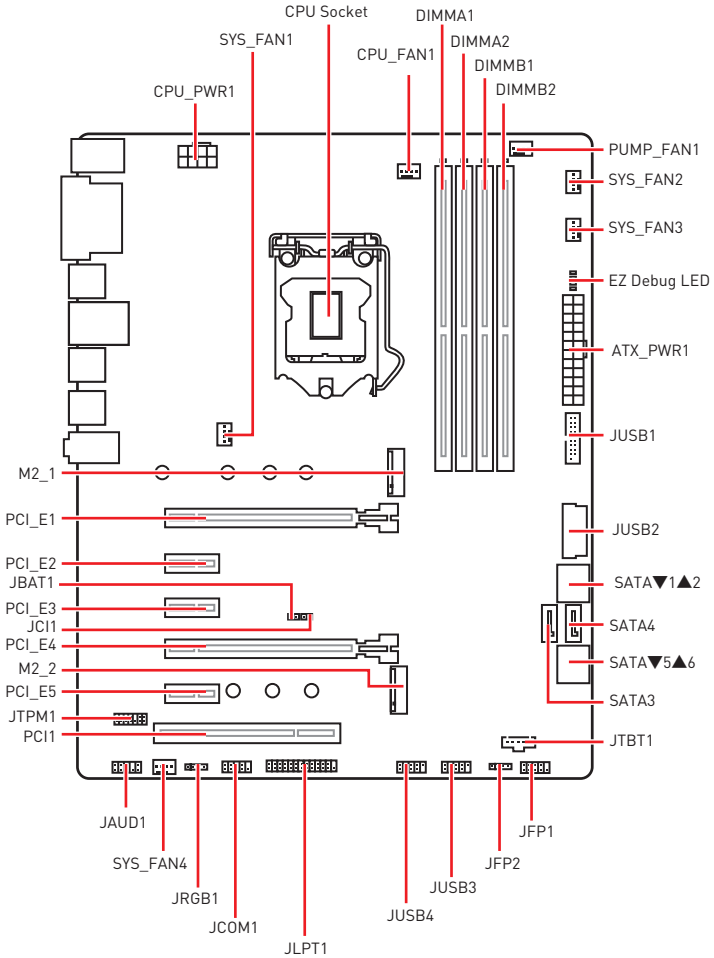 CPU Socket
DIMMA1
SYS_FAN1
DIMMA2
CPU_FAN1
DIMMB1
CPU_PWR1
DIMMB2
PUMP_FAN1
SYS_FAN2
SYS_FAN3
EZ Debug LED
ATX_PWR1
JUSB1
M2_1
PCI_E1
JUSB2
PCI_E2
JBAT1
SATA▼1▲2
PCI_E3
JCI1
SATA4
PCI_E4
M2_2
SATA▼5▲6
PCI_E5
SATA3
JTPM1
PCI1
JTBT1
JAUD1
JFP1
SYS_FAN4
JFP2
JRGB1
JUSB3
JCOM1
JUSB4
JLPT1